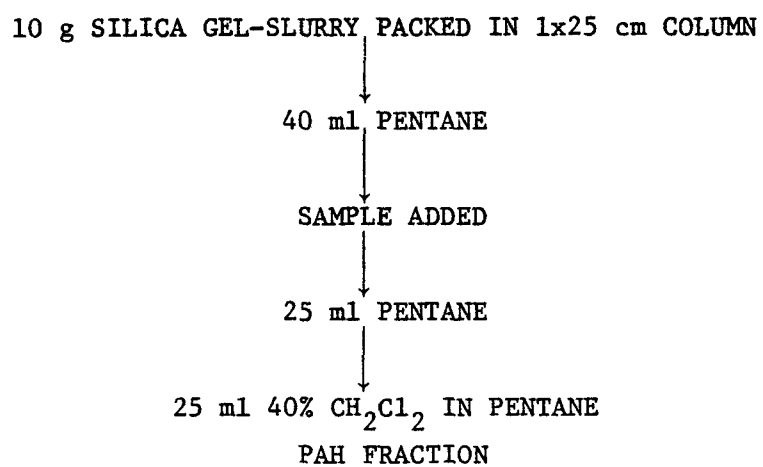 10 g SILICA GEL-SLURRY PACKED IN 1x25 cm COLUMN
40 ml PENTANE
SAMPLE ADDED
25 ml PENTANE
25 ml 40% CH₂Cl₂ IN PENTANE
PAH FRACTION